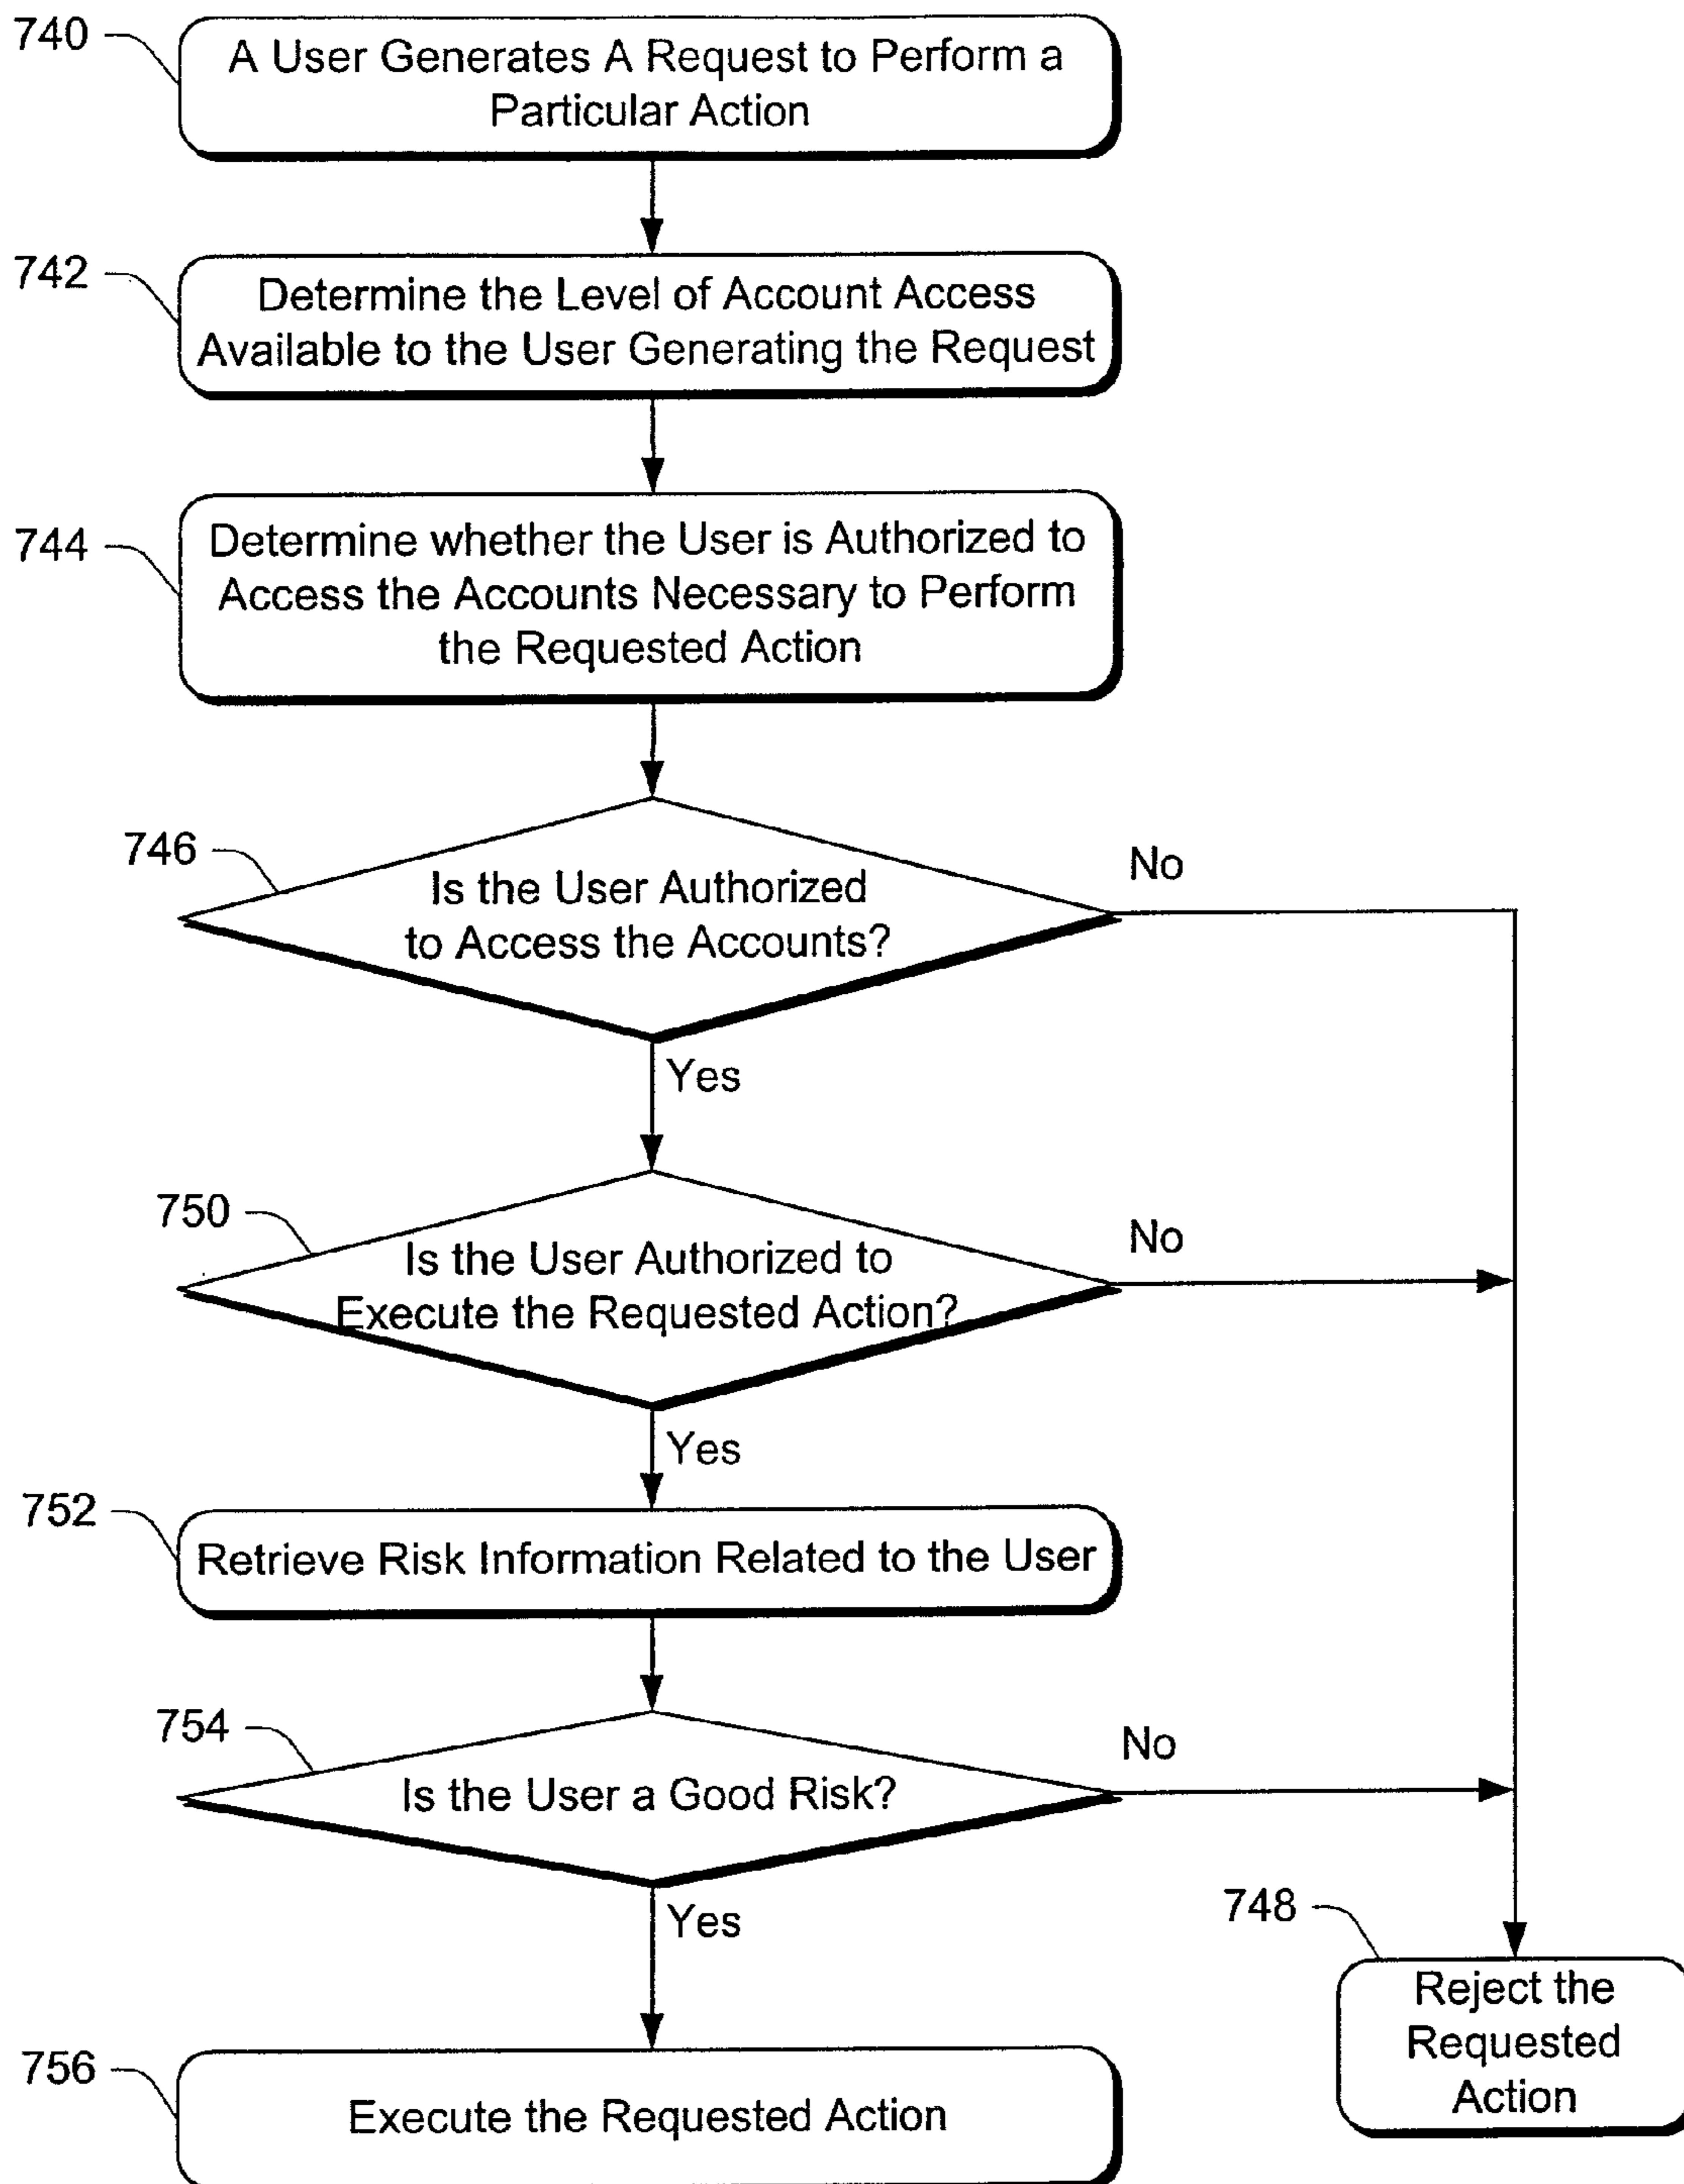 740
A User Generates A Request to Perform a
Particular Action
742
Determine the Level of Account Access
Available to the User Generating the Request
744
Determine whether the User is Authorized to
Access the Accounts Necessary to Perform
the Requested Action
746
Is the User Authorized
to Access the Accounts?
No
Yes
750
Is the User Authorized to
Execute the Requested Action?
No
Yes
752
Retrieve Risk Information Related to the User
754
Is the User a Good Risk?
No
Yes
748
Reject the
Requested
Action
756
Execute the Requested Action